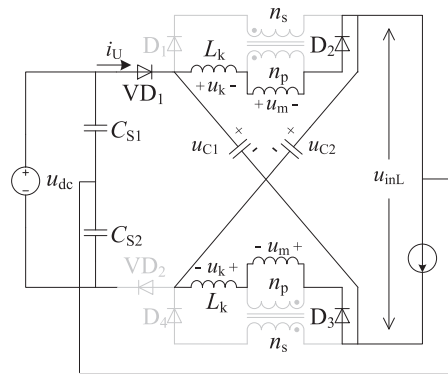 n_s
D_1
D_2
i_U
L_k
n_p
+ u_k -
+ u_m -
VD_1
C_S1
+ -
u_C1
+ -
u_C2
u_inL
+ -
u_dc
C_S2
- u_m +
- u_k +
VD_2
L_k
n_p
D_4
D_3
n_s